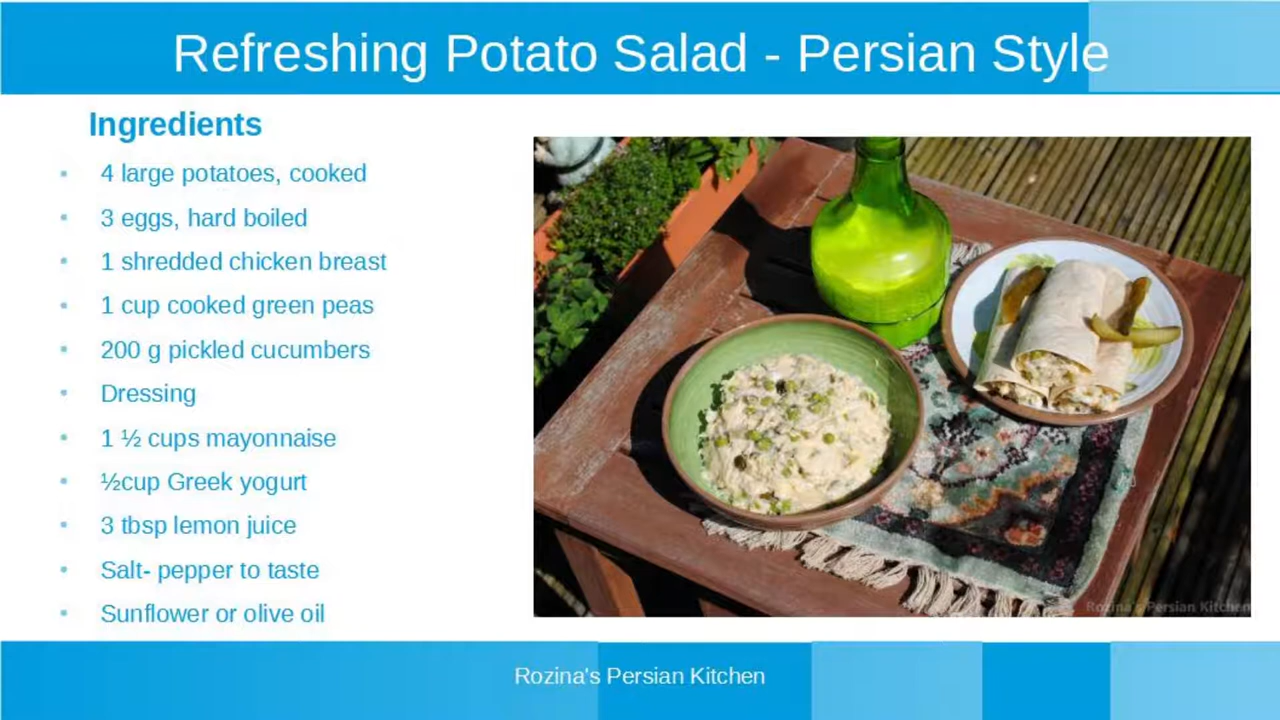 Refreshing Potato Salad - Persian Style
Ingredients
4 large potatoes, cooked
3 eggs, hard boiled
1 shredded chicken breast
1 cup cooked green peas
200 g pickled cucumbers
Dressing
1 ½ cups mayonnaise
½cup Greek yogurt
3 tbsp lemon juice
Salt- pepper to taste
Sunflower or olive oil
Rozina's Persian Kitchen
Rozina's Persian Kitchen